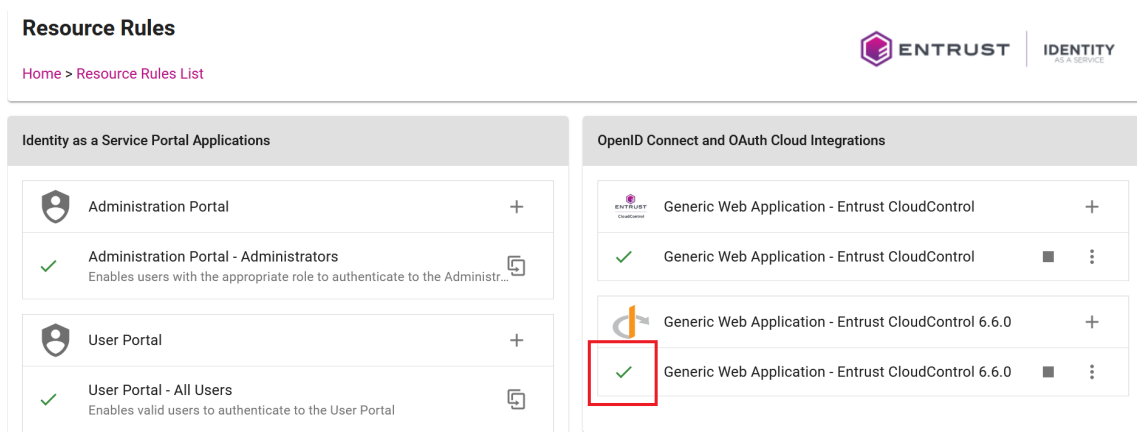 Resource Rules
Home > Resource Rules List
ENTRUST
IDENTITY
AS A SERVICE
Identity as a Service Portal Applications
Administration Portal
Administration Portal - Administrators
Enables users with the appropriate role to authenticate to the Administr...
User Portal
User Portal - All Users
Enables valid users to authenticate to the User Portal
OpenID Connect and OAuth Cloud Integrations
ENTRUST
CloudControl
Generic Web Application - Entrust CloudControl
Generic Web Application - Entrust CloudControl
Generic Web Application - Entrust CloudControl 6.6.0
Generic Web Application - Entrust CloudControl 6.6.0